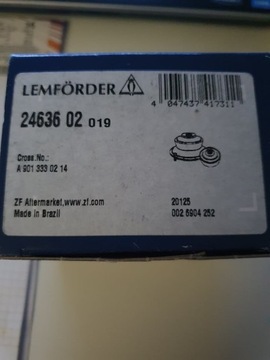 LEMFÖRDER
4 047437 417311
24636 02 019
Cross.No.:
A 901 333 02 14
ZF Aftermarket,www.zf.com
Made in Brazil
20125
002 5904 252